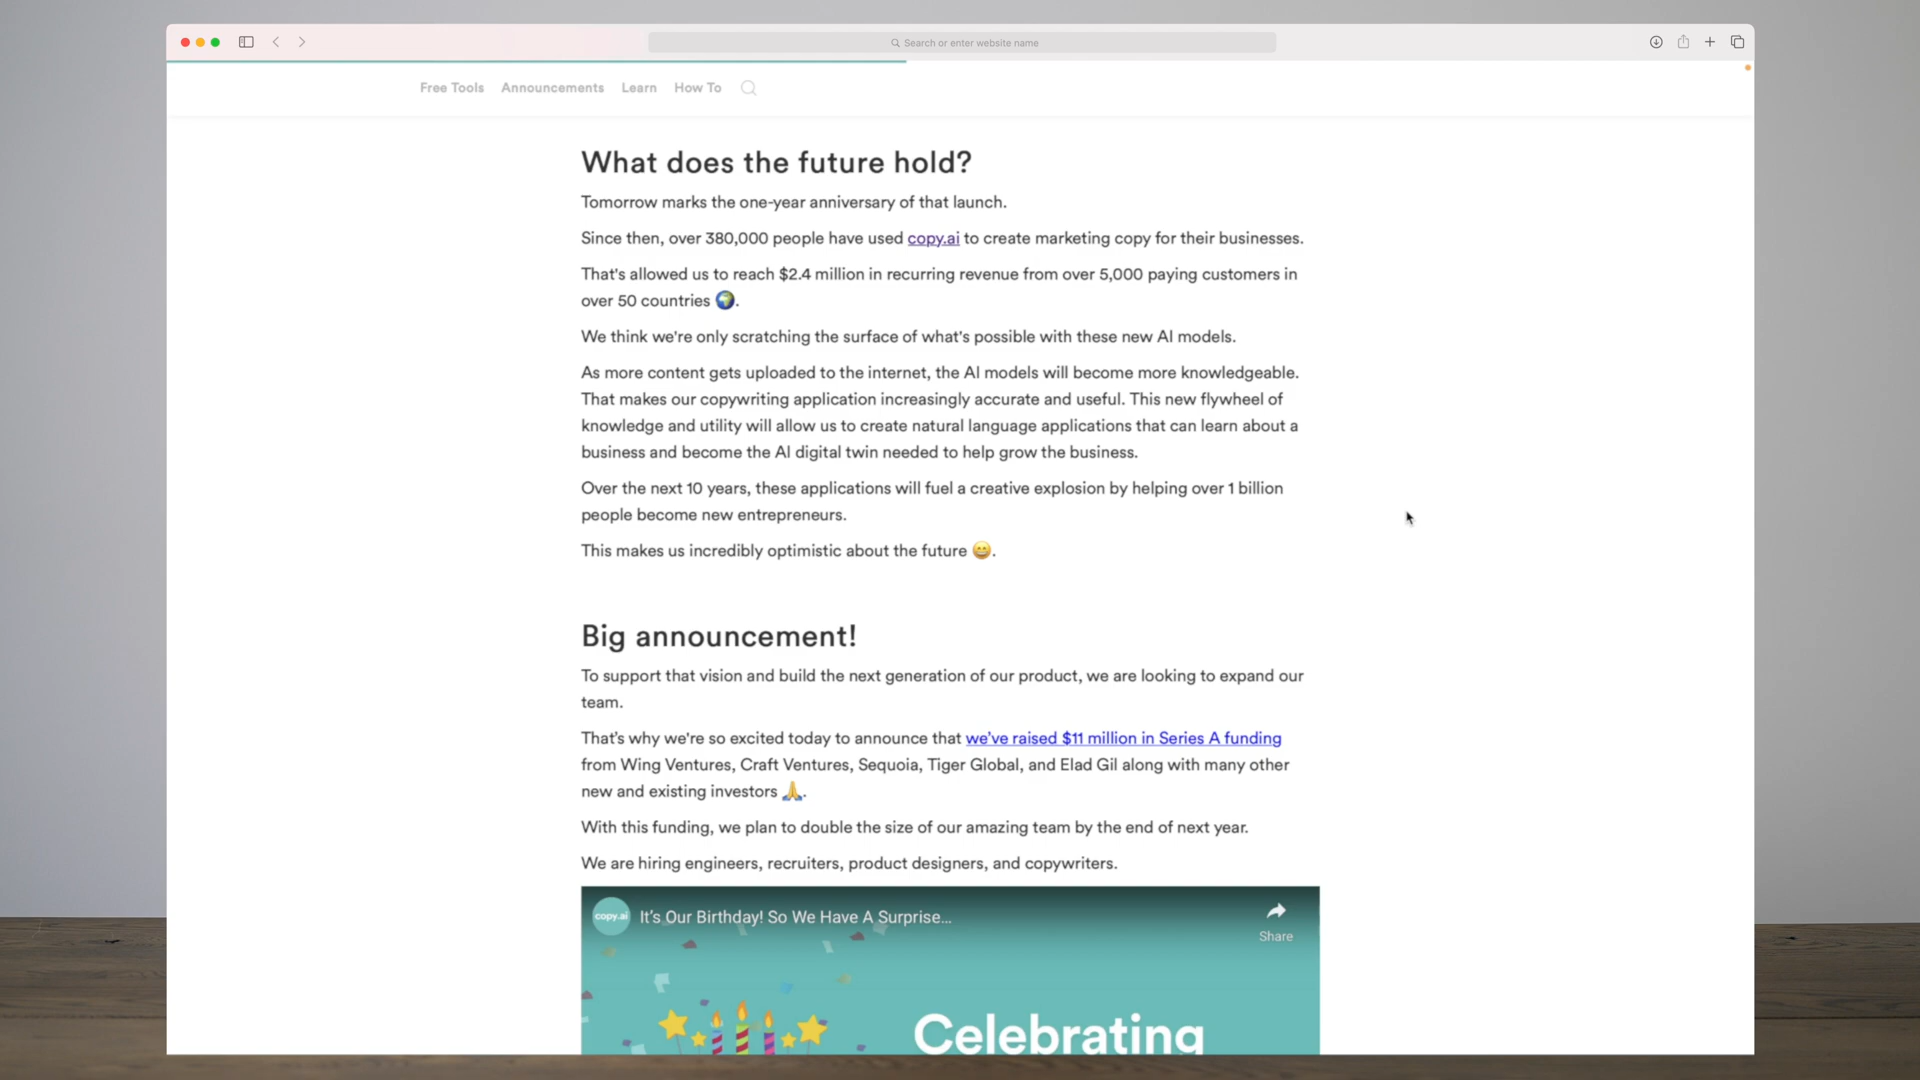 Search or enter website name
Free Tools Announcements Learn How To
What does the future hold?
Tomorrow marks the one-year anniversary of that launch.
Since then, over 380,000 people have used copy.ai to create marketing copy for their businesses.
That's allowed us to reach $2.4 million in recurring revenue from over 5,000 paying customers in
over 50 countries 🌍.
We think we're only scratching the surface of what's possible with these new AI models.
As more content gets uploaded to the internet, the AI models will become more knowledgeable.
That makes our copywriting application increasingly accurate and useful. This new flywheel of
knowledge and utility will allow us to create natural language applications that can learn about a
business and become the AI digital twin needed to help grow the business.
Over the next 10 years, these applications will fuel a creative explosion by helping over 1 billion
people become new entrepreneurs.
This makes us incredibly optimistic about the future 😄.
Big announcement!
To support that vision and build the next generation of our product, we are looking to expand our
team.
That's why we're so excited today to announce that we've raised $11 million in Series A funding
from Wing Ventures, Craft Ventures, Sequoia, Tiger Global, and Elad Gil along with many other
new and existing investors 🙏.
With this funding, we plan to double the size of our amazing team by the end of next year.
We are hiring engineers, recruiters, product designers, and copywriters.
copy.ai It's Our Birthday! So We Have A Surprise...
Share
Celebrating